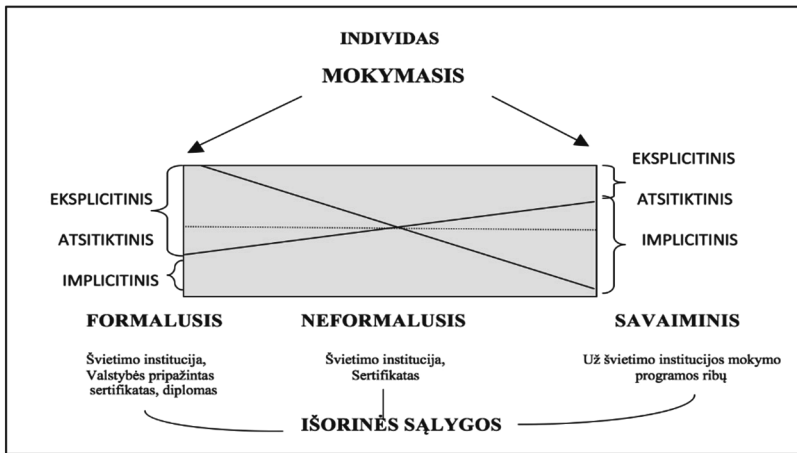 INDIVIDAS
MOKYMASIS
EKSPLICITINIS
ATSITIKTINIS
IMPLICITINIS
EKSPLICITINIS
ATSITIKTINIS
IMPLICITINIS
FORMALUSIS
NEFORMALUSIS
SAVAIMINIS
Švietimo institucija,
Valstybės pripažintas
sertifikatas, diplomas
Švietimo institucija,
Sertifikatas
Už švietimo institucijos mokymo
programos ribų
IŠORINĖS SĄLYGOS